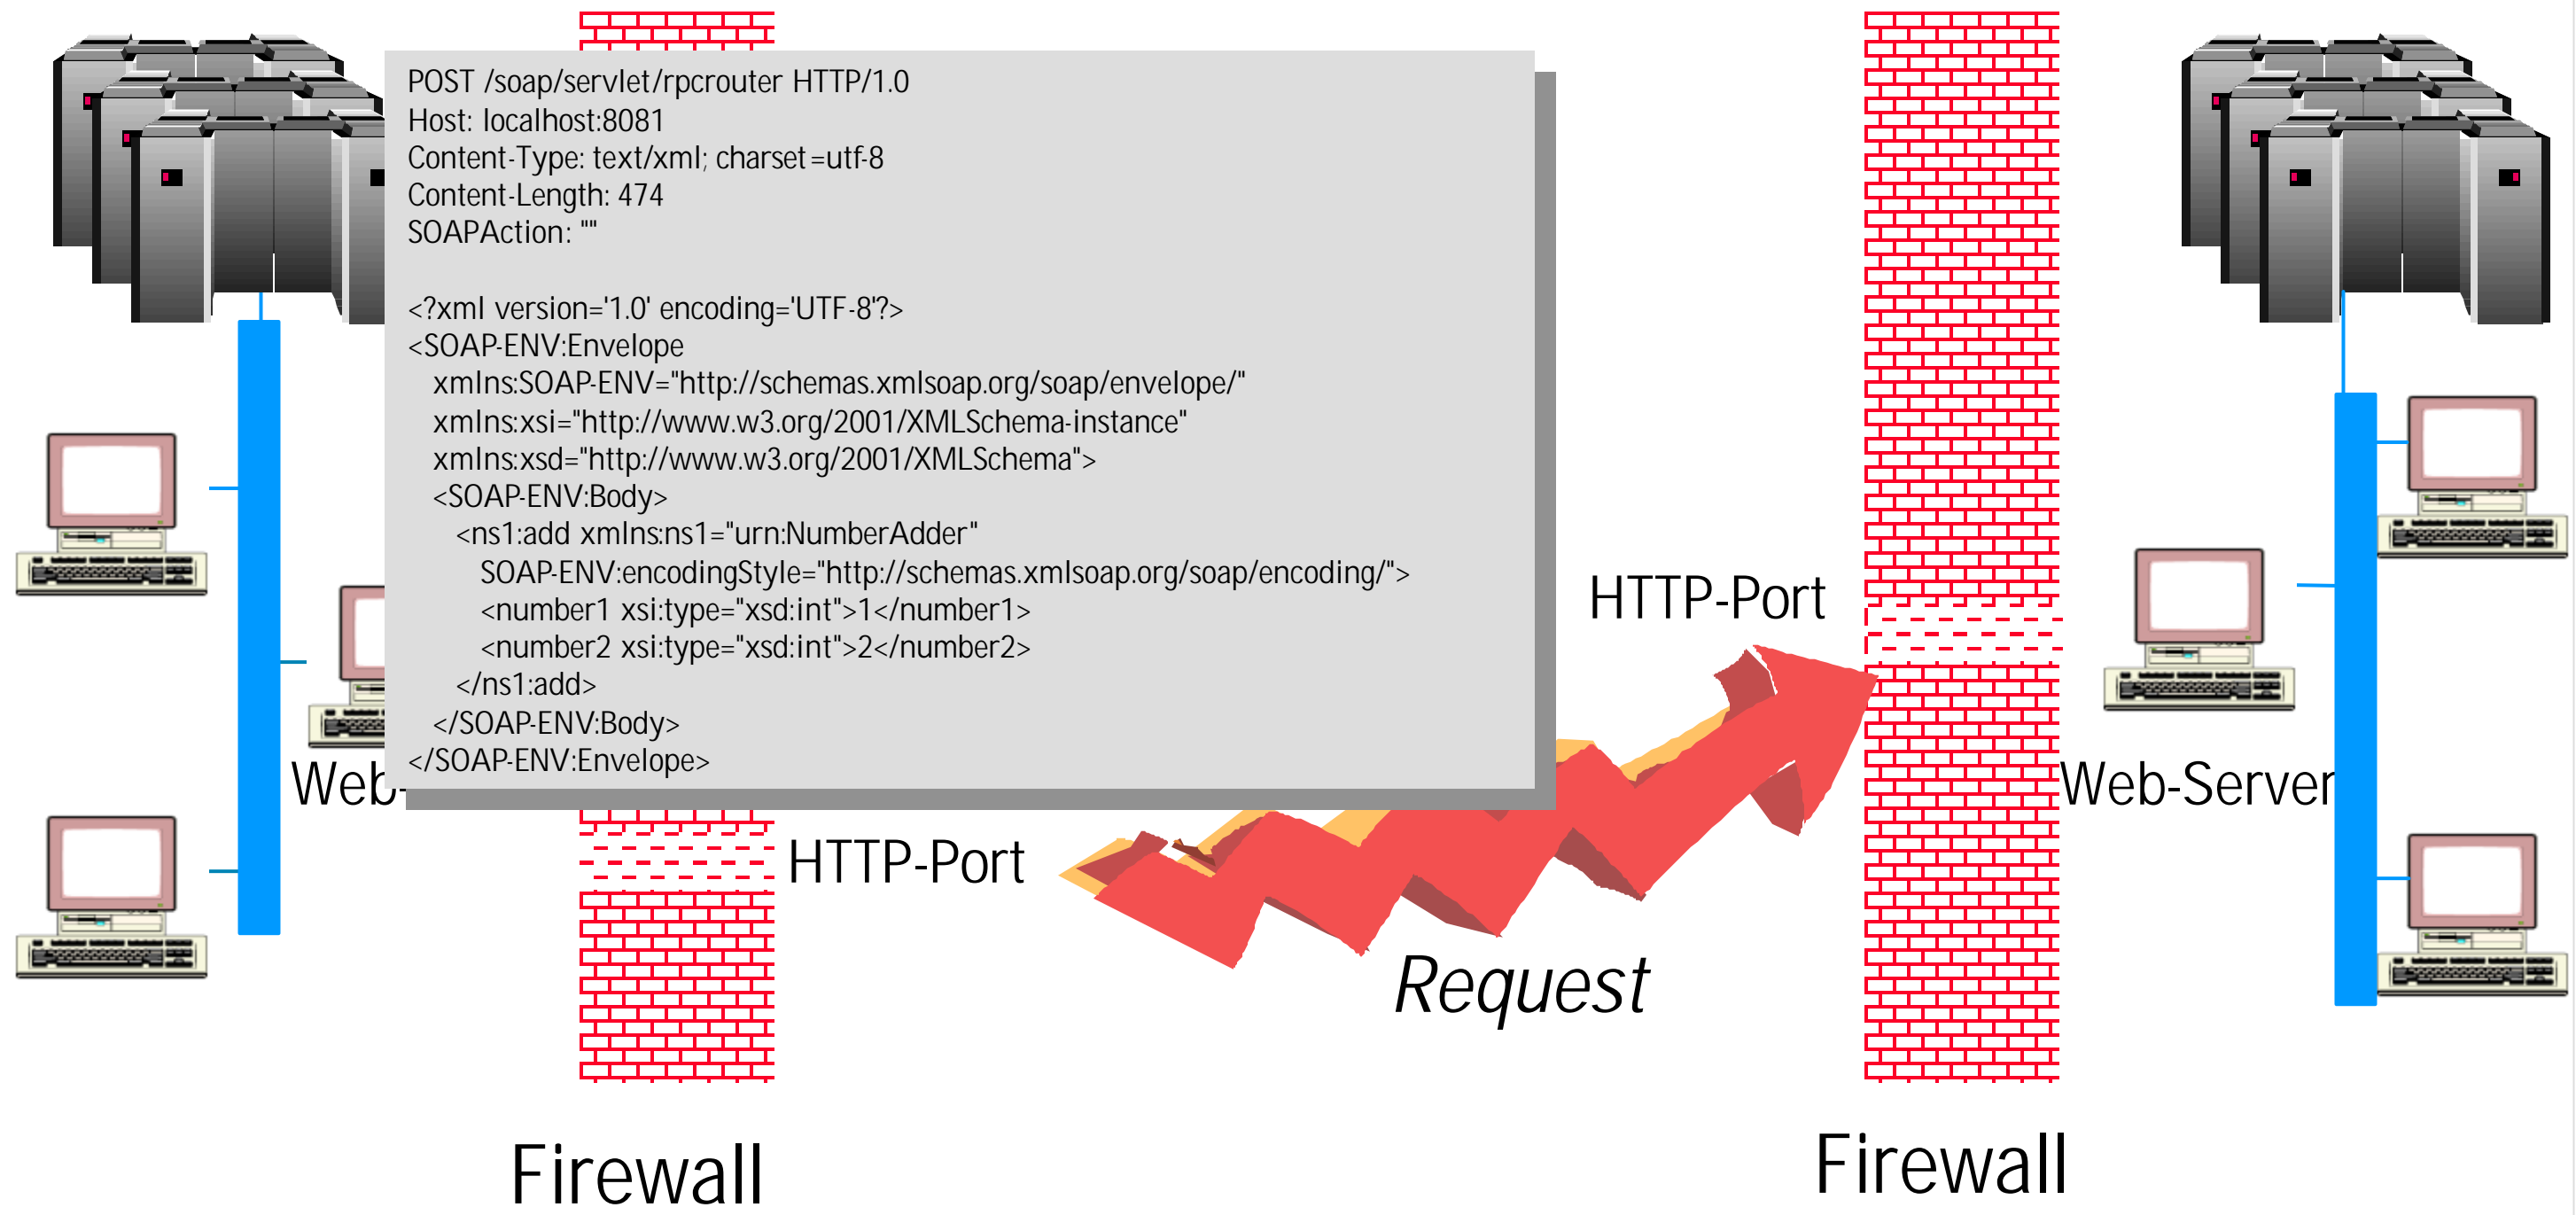 POST /soap/servlet/rpcrouter HTTP/1.0
Host: localhost:8081
Content-Type: text/xml; charset=utf-8
Content-Length: 474
SOAPAction: ""
<?xml version='1.0' encoding='UTF-8'?>
<SOAP-ENV:Envelope
xmlns:SOAP-ENV="http://schemas.xmlsoap.org/soap/envelope/"
xmlns:xsi="http://www.w3.org/2001/XMLSchema-instance"
xmlns:xsd="http://www.w3.org/2001/XMLSchema">
<SOAP-ENV:Body>
<ns1:add xmlns:ns1="urn:NumberAdder"
SOAP-ENV:encodingStyle="http://schemas.xmlsoap.org/soap/encoding/">
<number1 xsi:type="xsd:int">1</number1>
<number2 xsi:type="xsd:int">2</number2>
</ns1:add>
</SOAP-ENV:Body>
</SOAP-ENV:Envelope>
HTTP-Port
Web-
Web-Server
HTTP-Port
Request
Firewall
Firewall